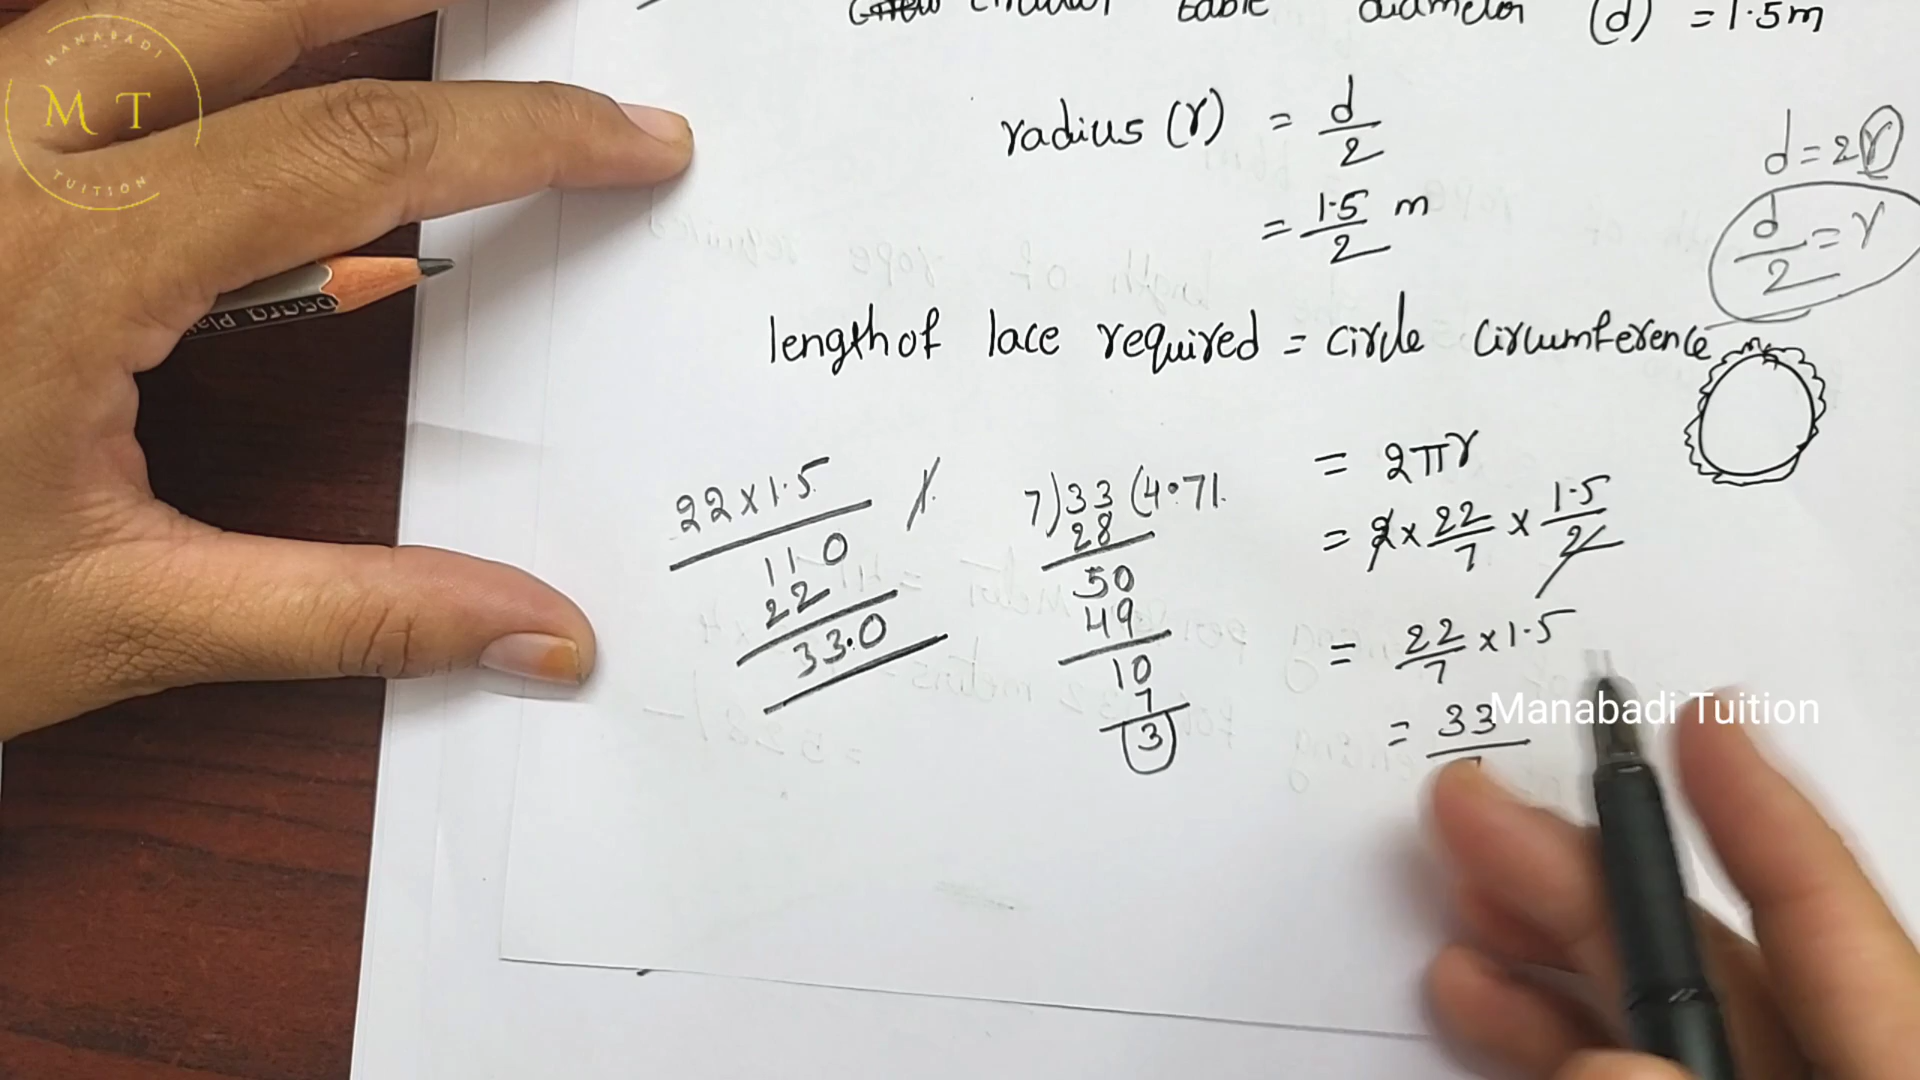 MANABADI
M T
TUITION
circular table diameter (d) = 1.5m
radius (r) = d/2
= 1.5/2 m
d = 2r
d/2 = r
length of lace required = circle circumference
= 2πr
= 2 x 22/7 x 1.5/2
= 22/7 x 1.5
= 33
22 x 1.5
110
22
33.0
7) 33 (4.71
28
50
49
10
7
3
Manabadi Tuition